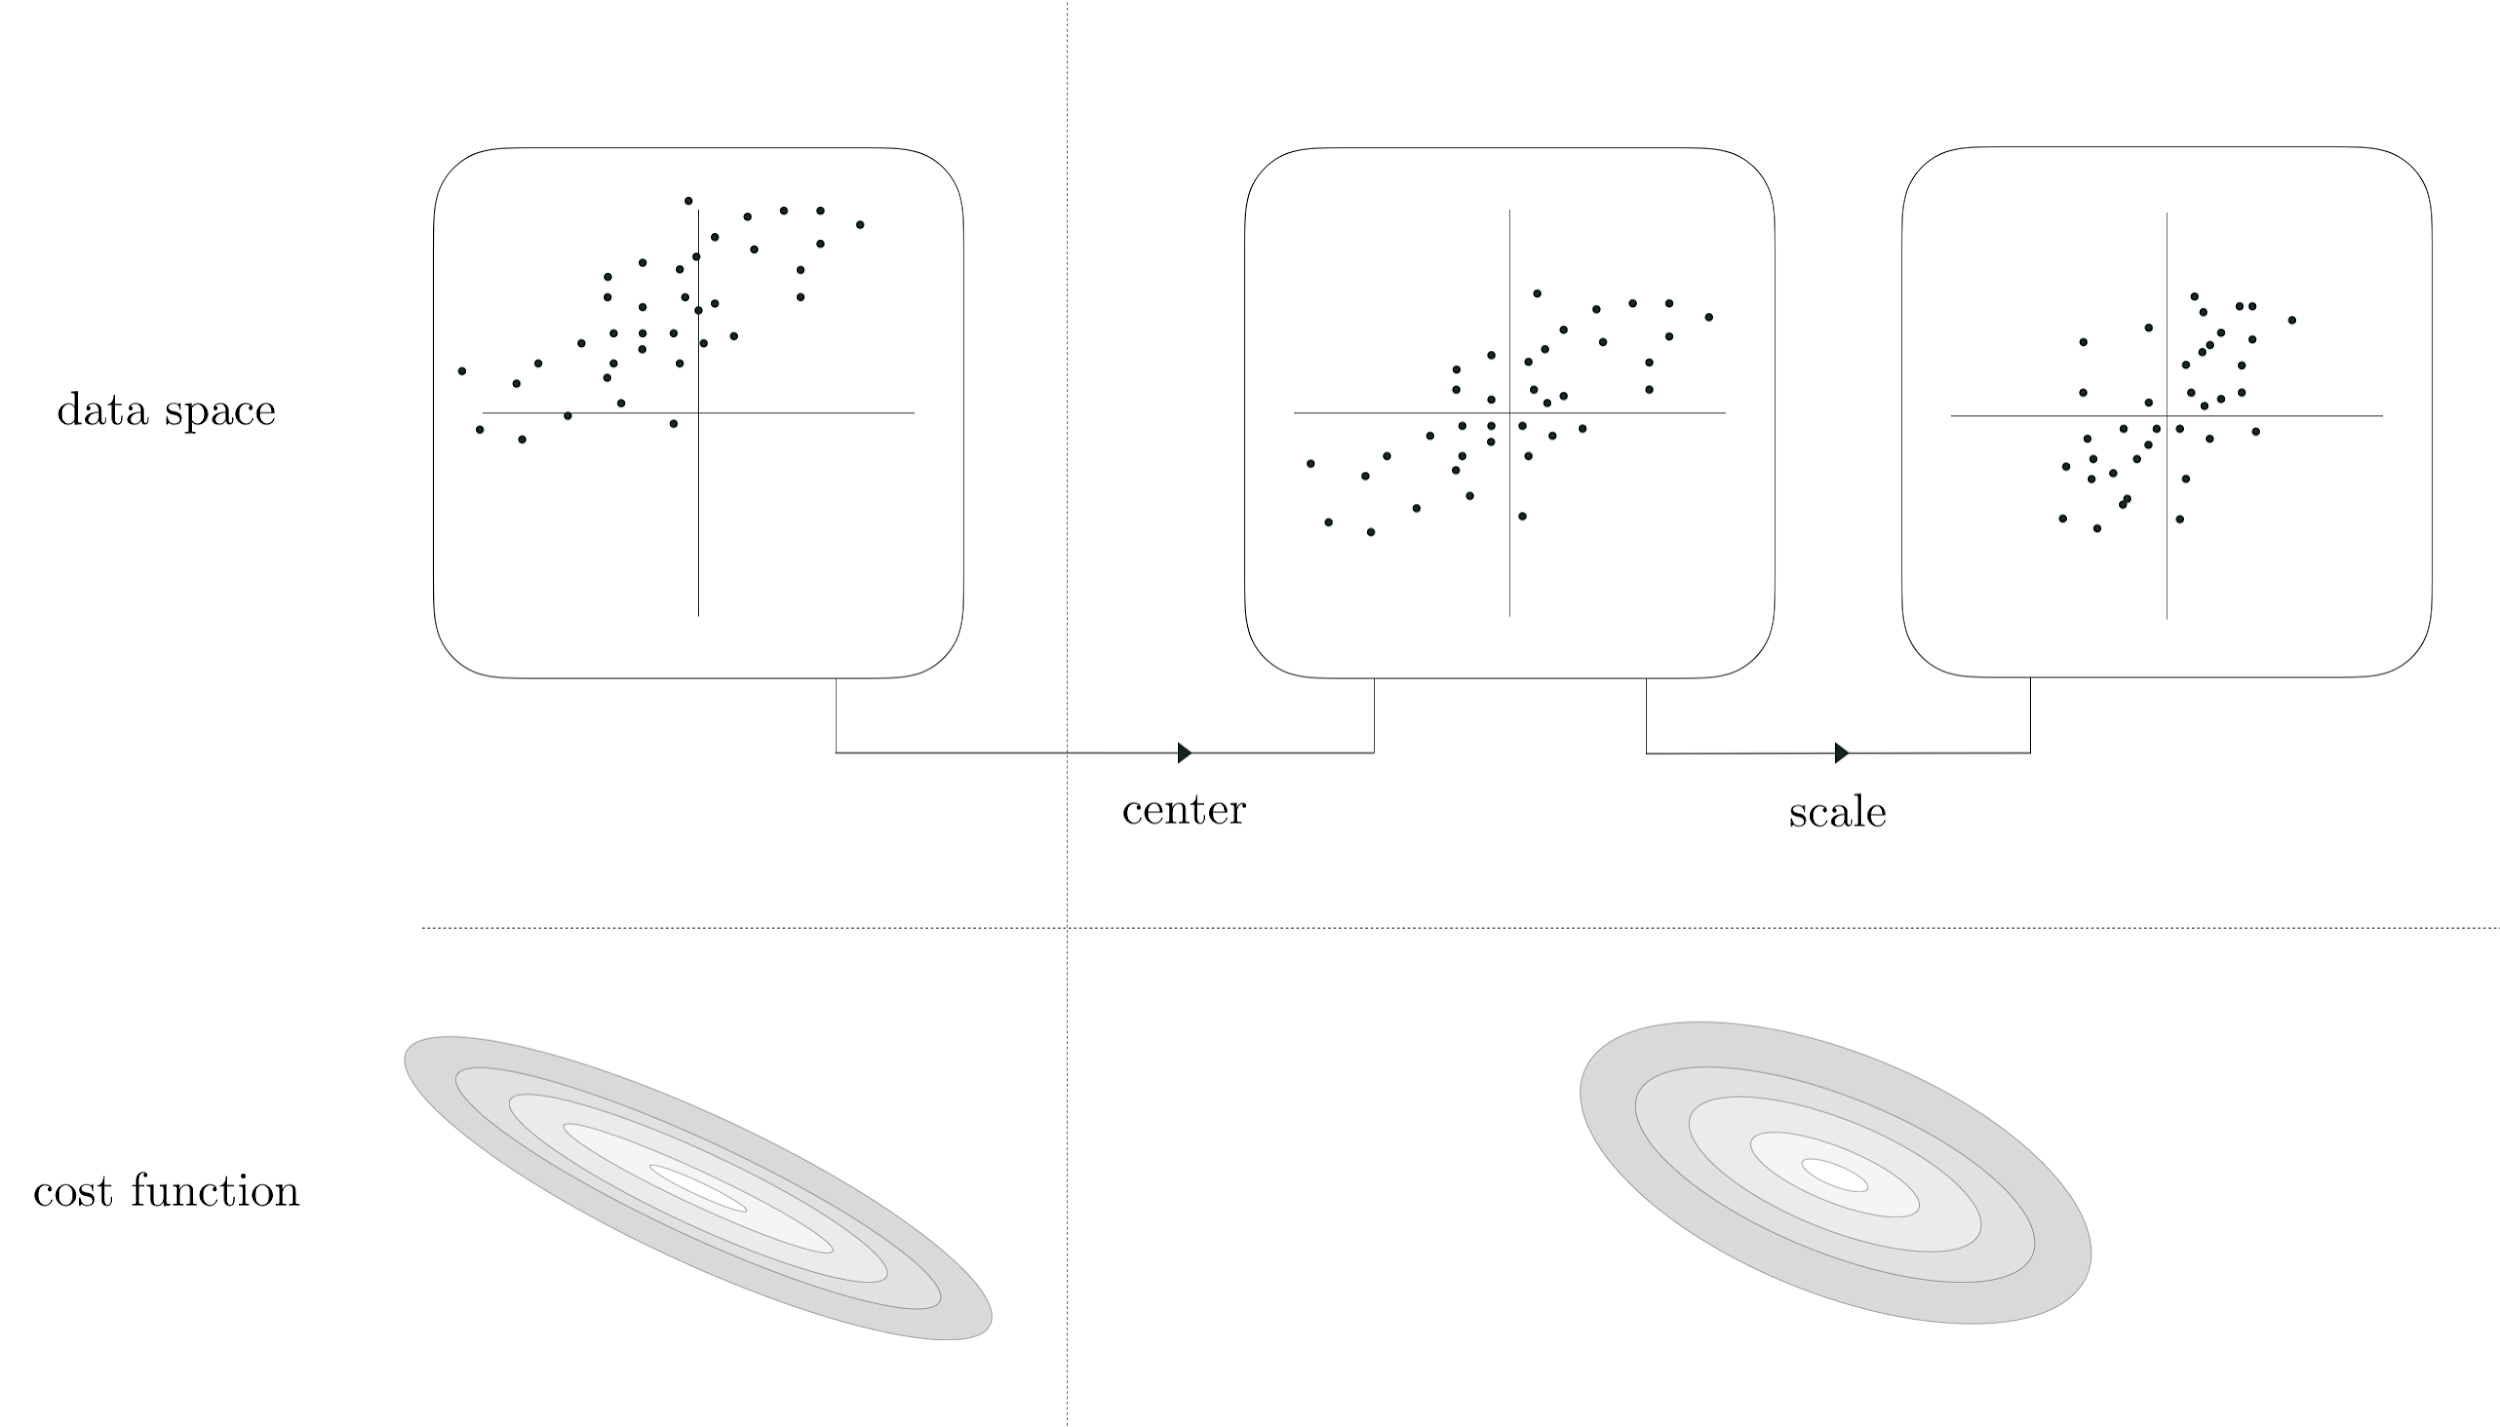 data space
center
scale
cost function